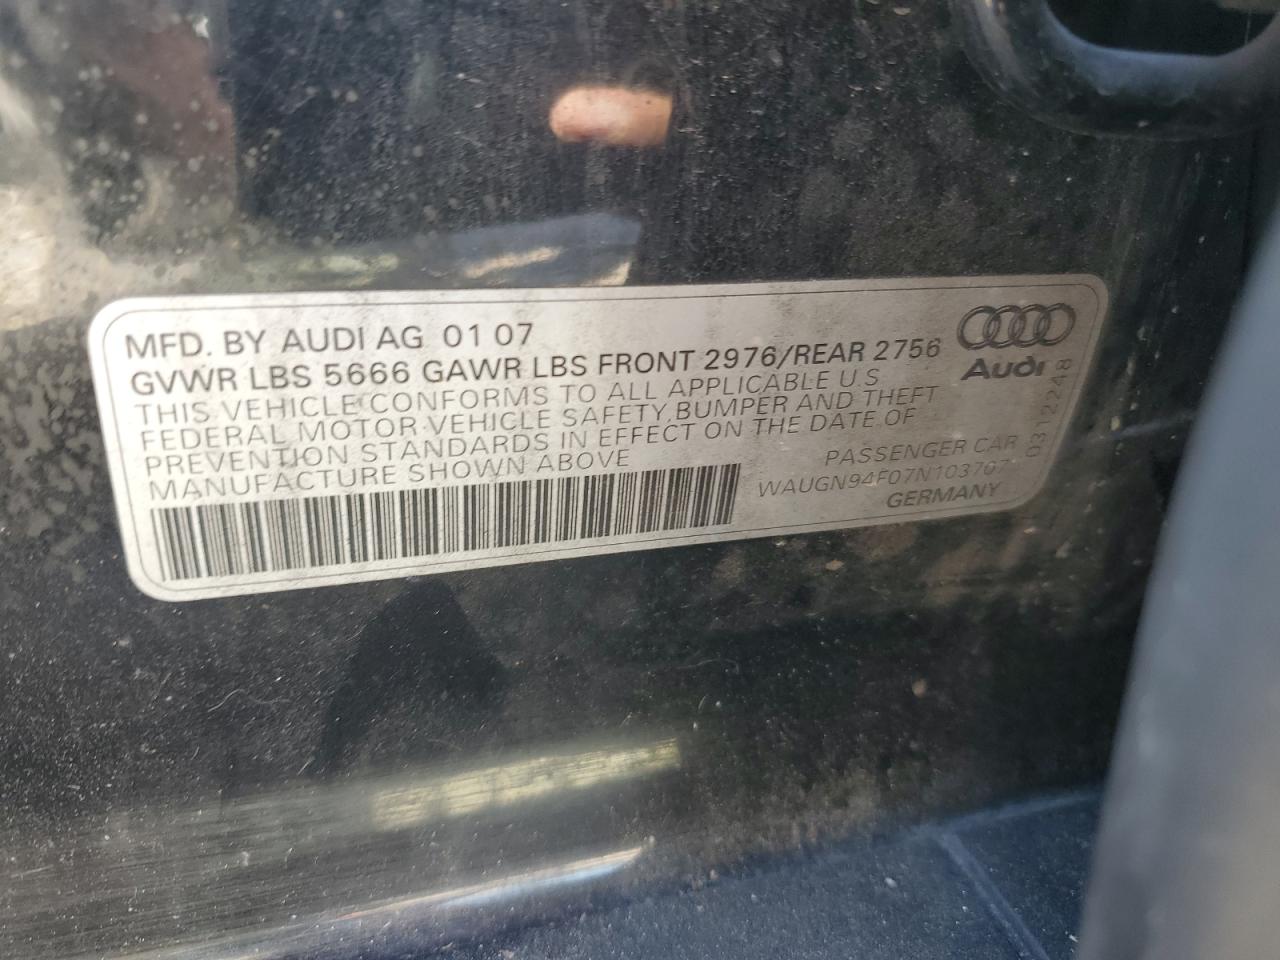 MFD. BY AUDI AG 01 07
GVWR LBS 5666 GAWR LBS FRONT 2976/REAR 2756
THIS VEHICLE CONFORMS TO ALL APPLICABLE U.S
FEDERAL MOTOR VEHICLE SAFETY, BUMPER AND THEFT
PREVENTION STANDARDS IN EFFECT ON THE DATE OF
MANUFACTURE SHOWN ABOVE
Audi
PASSENGER CAR
WAUGN94F07N103707
GERMANY
03122248